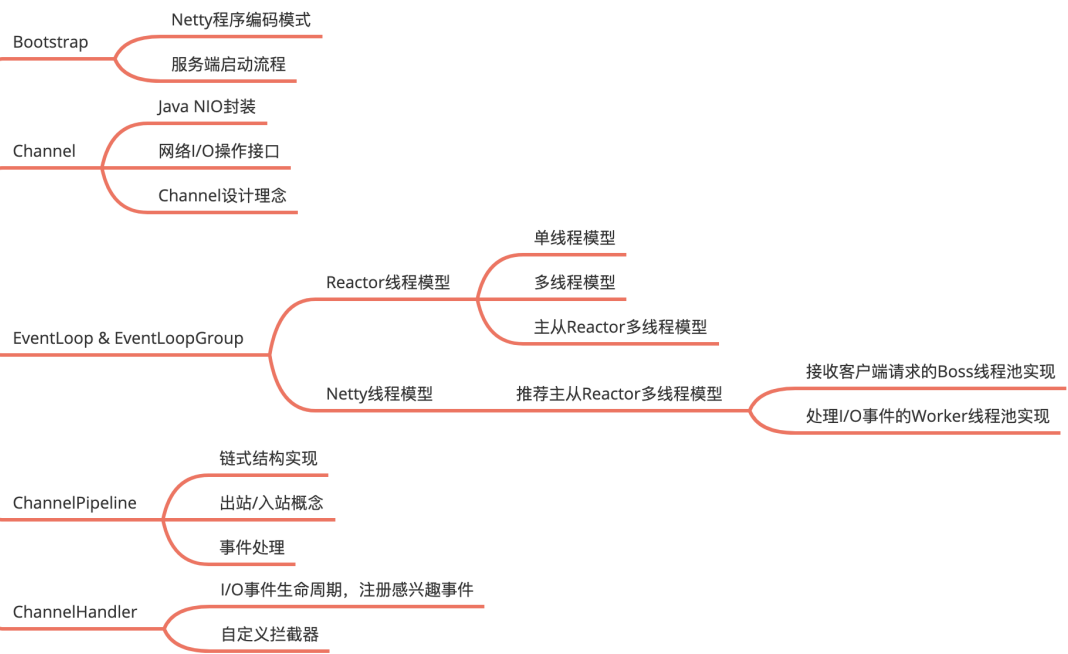 Bootstrap
Netty程序编码模式
服务端启动流程
Channel
Java NIO封装
网络I/O操作接口
Channel设计理念
EventLoop & EventLoopGroup
Reactor线程模型
单线程模型
多线程模型
主从Reactor多线程模型
Netty线程模型
推荐主从Reactor多线程模型
接收客户端请求的Boss线程池实现
处理I/O事件的Worker线程池实现
ChannelPipeline
链式结构实现
出站/入站概念
事件处理
ChannelHandler
I/O事件生命周期，注册感兴趣事件
自定义拦截器